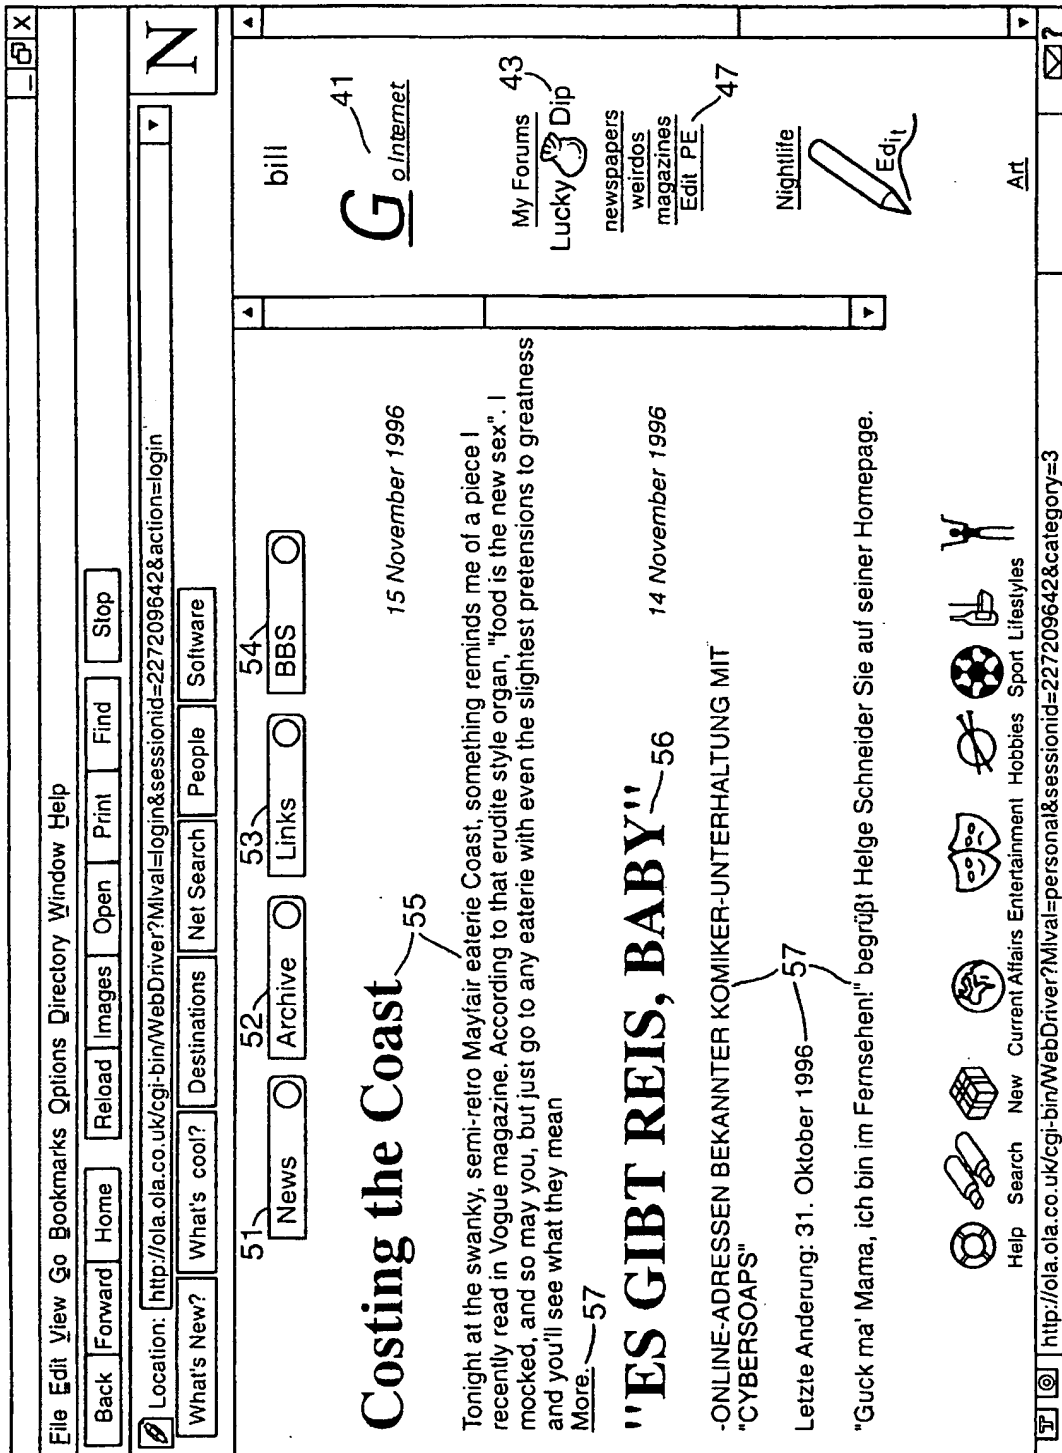 _ X
File Edit View Go Bookmarks Options Directory Window Help
Back Forward Home Reload Images Open Print Find Stop
Location: http://ola.ola.co.uk/cgi-bin/WebDriver?MIval=login&sessionid=227209642&action=login
N
What's New? What's cool? Destinations Net Search People Software
51 52 53 54
News Archive Links BBS
bill
Costing the Coast 55 15 November 1996
G o Internet 41
Tonight at the swanky, semi-retro Mayfair eaterie Coast, something reminds me of a piece I
recently read in Vogue magazine. According to that erudite style organ, "food is the new sex". I
mocked, and so may you, but just go to any eaterie with even the slightest pretensions to greatness
and you'll see what they mean
More. 57
My Forums 43
Lucky Dip
newspapers
weirdos
magazines
Edit PE 47
"ES GIBT REIS, BABY" 56 14 November 1996
-ONLINE-ADRESSEN BEKANNTER KOMIKER-UNTERHALTUNG MIT
"CYBERSOAPS"
Nightlife
Letzte Anderung: 31. Oktober 1996 57
Edit
"Guck ma' Mama, ich bin im Fernsehen!" begrüßt Helge Schneider Sie auf seiner Homepage.
Help Search New Current Affairs Entertainment Hobbies Sport Lifestyles
Art
http://ola.ola.co.uk/cgi-bin/WebDriver?MIval=personal&sessionid=227209642&category=3
?